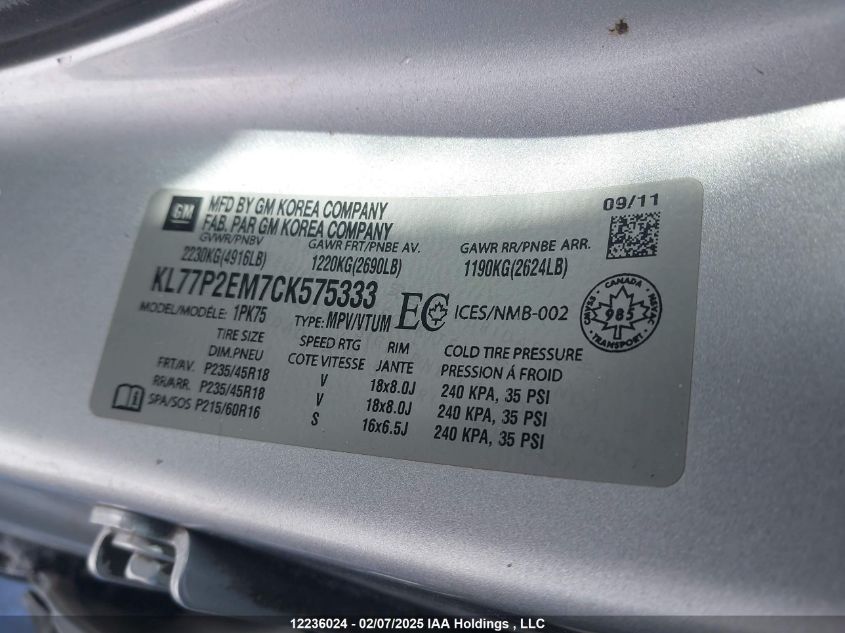 GM
MFD BY GM KOREA COMPANY
FAB. PAR GM KOREA COMPANY
09/11
GVWR/PNBV
GAWR FRT/PNBE AV.
GAWR RR/PNBE ARR.
2230KG(4916LB)
1220KG(2690LB)
1190KG(2624LB)
KL77P2EM7CK575333
MODEL/MODÈLE: 1PK75
TYPE: MPV/VTUM
EC
ICES/NMB-002
CANADA
CMVSS
985
NSVAC
TRANSPORT
TIRE SIZE
SPEED RTG
RIM
COLD TIRE PRESSURE
DIM.PNEU
COTE VITESSE
JANTE
PRESSION Á FROID
FRT/AV. P235/45R18 V 18x8.0J 240 KPA, 35 PSI
RR/ARR. P235/45R18 V 18x8.0J 240 KPA, 35 PSI
SPA/SOS P215/60R16 S 16x6.5J 240 KPA, 35 PSI
12236024 - 02/07/2025 IAA Holdings , LLC